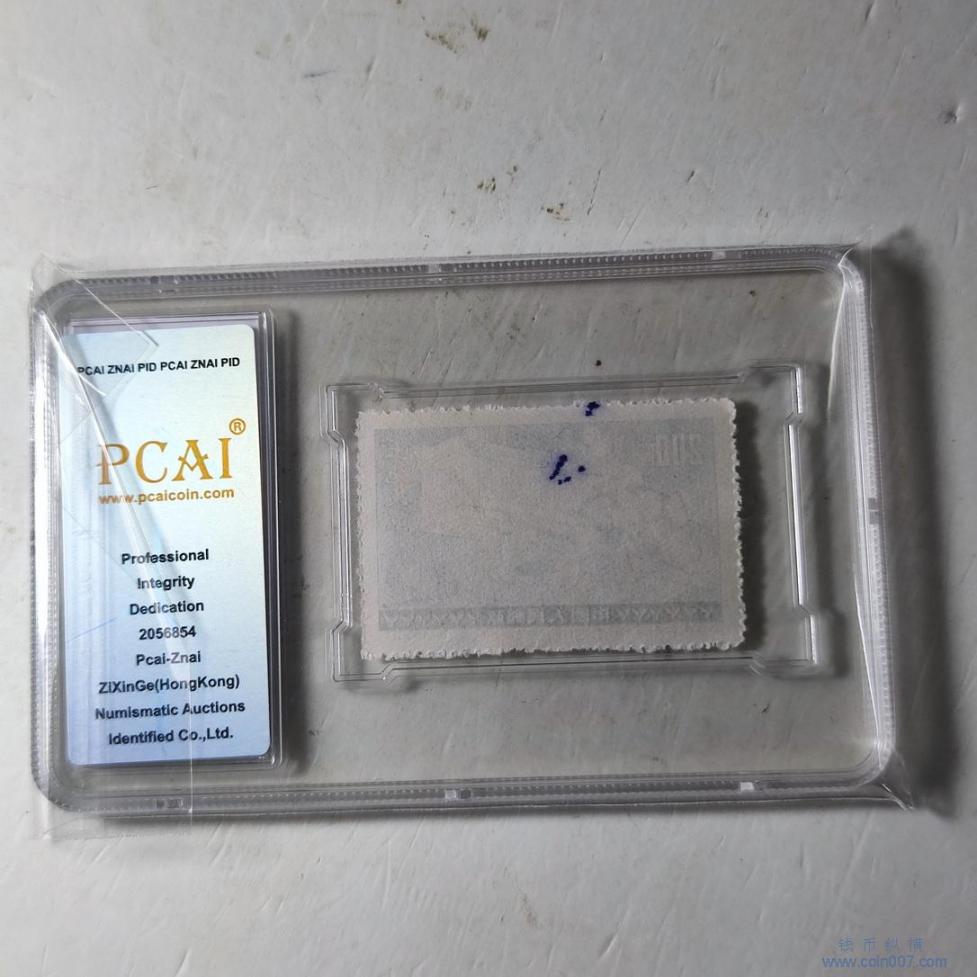 PCAI ZNAI PID PCAI ZNAI PID
PCAI®
www.pcaicoin.com
Professional
Integrity
Dedication
2056854
Pcai-Znai
ZiXinGe(HongKong)
Numismatic Auctions
Identified Co.,Ltd.
钱币纵横
www.coin007.com